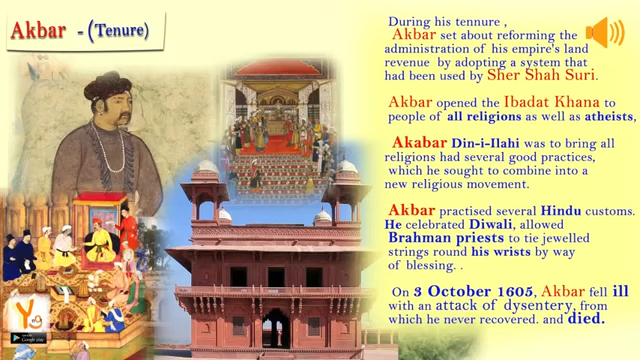 Akbar - (Tenure)
During his tennure ,
Akbar set about reforming the
administration of his empire's land
revenue by adopting a system that
had been used by Sher Shah Suri.
Akbar opened the Ibadat Khana to
people of all religions as well as atheists,
Akabar Din-i-Ilahi was to bring all
religions had several good practices,
which he sought to combine into a
new religious movement.
Akbar practised several Hindu customs.
He celebrated Diwali, allowed
Brahman priests to tie jewelled
strings round his wrists by way
of blessing. .
On 3 October 1605, Akbar fell ill
with an attack of dysentery, from
which he never recovered. and died.
Google play